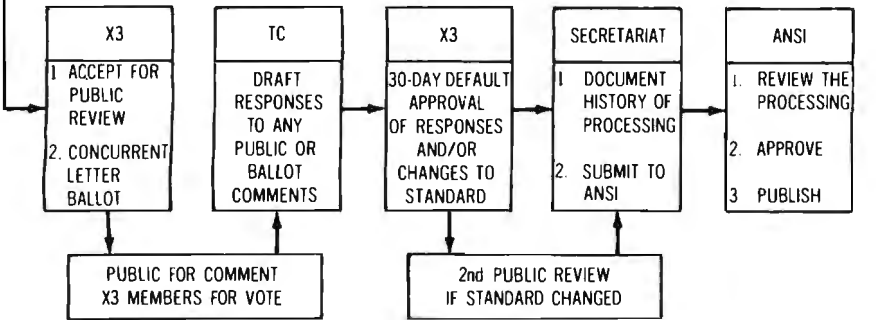 X3
1 ACCEPT FOR
PUBLIC
REVIEW
2. CONCURRENT
LETTER
BALLOT
TC
DRAFT
RESPONSES
TO ANY
PUBLIC OR
BALLOT
COMMENTS
X3
30-DAY DEFAULT
APPROVAL
OF RESPONSES
AND/OR
CHANGES TO
STANDARD
SECRETARIAT
1 DOCUMENT
HISTORY OF
PROCESSING
2. SUBMIT TO
ANSI
ANSI
1. REVIEW THE
PROCESSING
2. APPROVE
3 PUBLISH
PUBLIC FOR COMMENT
X3 MEMBERS FOR VOTE
2nd PUBLIC REVIEW
IF STANDARD CHANGED